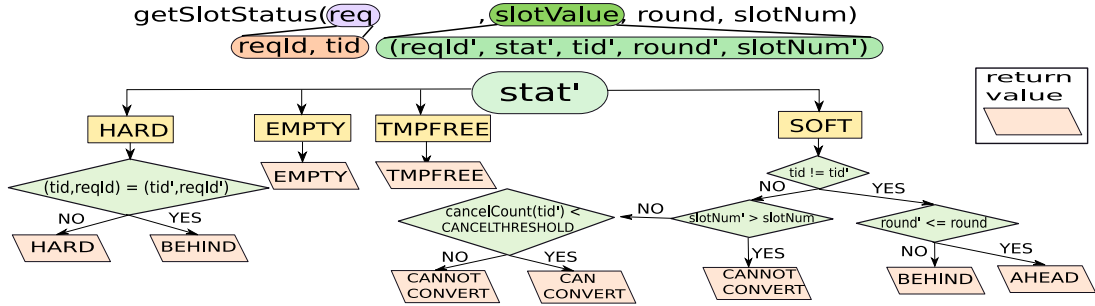 getSlotStatus(req , slotValue, round, slotNum)
reqId, tid (reqId', stat', tid', round', slotNum')
return
value
stat'
HARD EMPTY TMPFREE SOFT
EMPTY TMPFREE
(tid,reqId) = (tid',reqId')
tid != tid'
NO YES
cancelCount(tid') <
CANCELTHRESHOLD
NO
slotNum' > slotNum
round' <= round
NO YES
HARD BEHIND
NO YES YES NO YES
CANNOT
CONVERT
CAN
CONVERT
CANNOT
CONVERT
BEHIND AHEAD